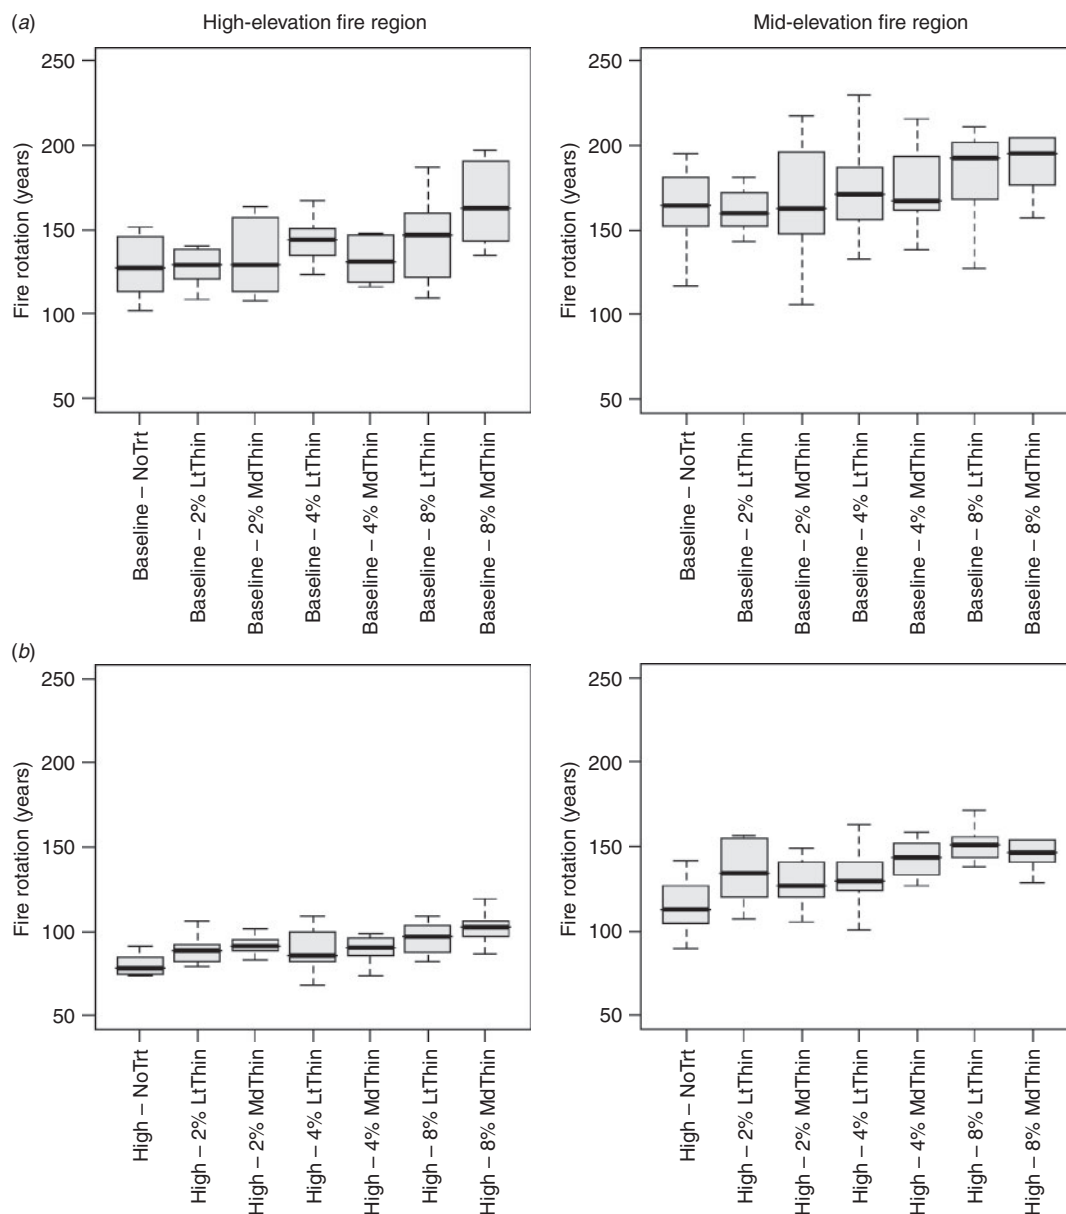 (a)
High-elevation fire region
Mid-elevation fire region
Fire rotation (years)
250
200
150
100
50
Baseline – NoTrt
Baseline – 2% LtThin
Baseline – 2% MdThin
Baseline – 4% LtThin
Baseline – 4% MdThin
Baseline – 8% LtThin
Baseline – 8% MdThin
Fire rotation (years)
250
200
150
100
50
Baseline – NoTrt
Baseline – 2% LtThin
Baseline – 2% MdThin
Baseline – 4% LtThin
Baseline – 4% MdThin
Baseline – 8% LtThin
Baseline – 8% MdThin
(b)
Fire rotation (years)
250
200
150
100
50
High – NoTrt
High – 2% LtThin
High – 2% MdThin
High – 4% LtThin
High – 4% MdThin
High – 8% LtThin
High – 8% MdThin
Fire rotation (years)
250
200
150
100
50
High – NoTrt
High – 2% LtThin
High – 2% MdThin
High – 4% LtThin
High – 4% MdThin
High – 8% LtThin
High – 8% MdThin